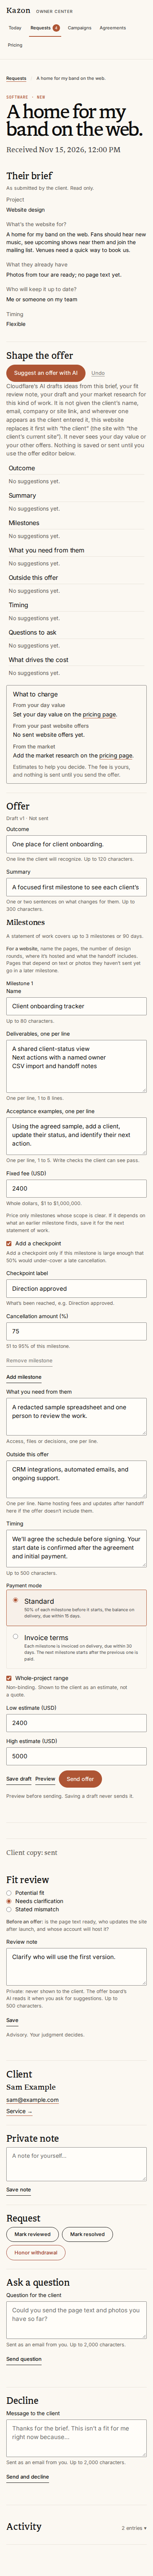 Kazon OWNER CENTER
Today Requests 2 Campaigns Agreements
Pricing
Requests A home for my band on the web.
SOFTWARE · WEB
A home for my
band on the web.
Received Nov 15, 2026, 12:00 PM
Their brief
As submitted by the client. Read only.
Project
Website design
What's the website for?
A home for my band on the web. Fans should hear new
music, see upcoming shows near them and join the
mailing list. Venues need a quick way to book us.
What they already have
Photos from tour are ready; no page text yet.
Who will keep it up to date?
Me or someone on my team
Timing
Flexible
Shape the offer
Suggest an offer with AI Undo
Cloudflare's AI drafts ideas from this brief, your fit
review note, your draft and your market research for
this kind of work. It is not given the client's name,
email, company or site link, and wherever one
appears as the client entered it, this website
replaces it first with "the client" (the site with "the
client's current site"). It never sees your day value or
your other offers. Nothing is saved or sent until you
use the editor offer below.
Outcome
No suggestions yet.
Summary
No suggestions yet.
Milestones
No suggestions yet.
What you need from them
No suggestions yet.
Outside this offer
No suggestions yet.
Timing
No suggestions yet.
Questions to ask
No suggestions yet.
What drives the cost
No suggestions yet.
What to charge
From your day value
Set your day value on the pricing page.
From your past website offers
No sent website offers yet.
From the market
Add the market research on the pricing page.
Estimates to help you decide. The fee is yours,
and nothing is sent until you send the offer.
Offer
Draft v1 · Not sent
Outcome
One place for client onboarding.
One line the client will recognize. Up to 120 characters.
Summary
A focused first milestone to see each client's
One or two sentences on what changes for them. Up to
300 characters.
Milestones
A statement of work covers up to 3 milestones or 90 days.
For a website, name the pages, the number of design
rounds, where it's hosted and what the handoff includes.
Pages that depend on text or photos they haven't sent yet
go in a later milestone.
Milestone 1
Name
Client onboarding tracker
Up to 80 characters.
Deliverables, one per line
A shared client-status view
Next actions with a named owner
CSV import and handoff notes
One per line, 1 to 8 lines.
Acceptance examples, one per line
Using the agreed sample, add a client,
update their status, and identify their next
action.
One per line, 1 to 5. Write checks the client can see pass.
Fixed fee (USD)
2400
Whole dollars, $1 to $1,000,000.
Price only milestones whose scope is clear. If it depends on
what an earlier milestone finds, save it for the next
statement of work.
Add a checkpoint
Add a checkpoint only if this milestone is large enough that
50% would under-cover a late cancellation.
Checkpoint label
Direction approved
What's been reached, e.g. Direction approved.
Cancellation amount (%)
75
51 to 95% of this milestone.
Remove milestone
Add milestone
What you need from them
A redacted sample spreadsheet and one
person to review the work.
Access, files or decisions, one per line.
Outside this offer
CRM integrations, automated emails, and
ongoing support.
One per line. Name hosting fees and updates after handoff
here if the offer doesn't include them.
Timing
We'll agree the schedule before signing. Your
start date is confirmed after the agreement
and initial payment.
Up to 500 characters.
Payment mode
Standard
50% of each milestone before it starts, the balance on
delivery, due within 15 days.
Invoice terms
Each milestone is invoiced on delivery, due within 30
days. The next milestone starts after the previous one is
paid.
Whole-project range
Non-binding. Shown to the client as an estimate, not
a quote.
Low estimate (USD)
2400
High estimate (USD)
5000
Save draft Preview Send offer
Preview before sending. Saving a draft never sends it.
Client copy: sent
Fit review
Potential fit
Needs clarification
Stated mismatch
Before an offer: is the page text ready, who updates the site
after launch, and whose account will host it?
Review note
Clarify who will use the first version.
Private: never shown to the client. The offer board's
AI reads it when you ask for suggestions. Up to
500 characters.
Save
Advisory. Your judgment decides.
Client
Sam Example
sam@example.com
Service →
Private note
A note for yourself...
Save note
Request
Mark reviewed Mark resolved
Honor withdrawal
Ask a question
Question for the client
Could you send the page text and photos you
have so far?
Sent as an email from you. Up to 2,000 characters.
Send question
Decline
Message to the client
Thanks for the brief. This isn't a fit for me
right now because...
Sent as an email from you. Up to 2,000 characters.
Send and decline
Activity 2 entries